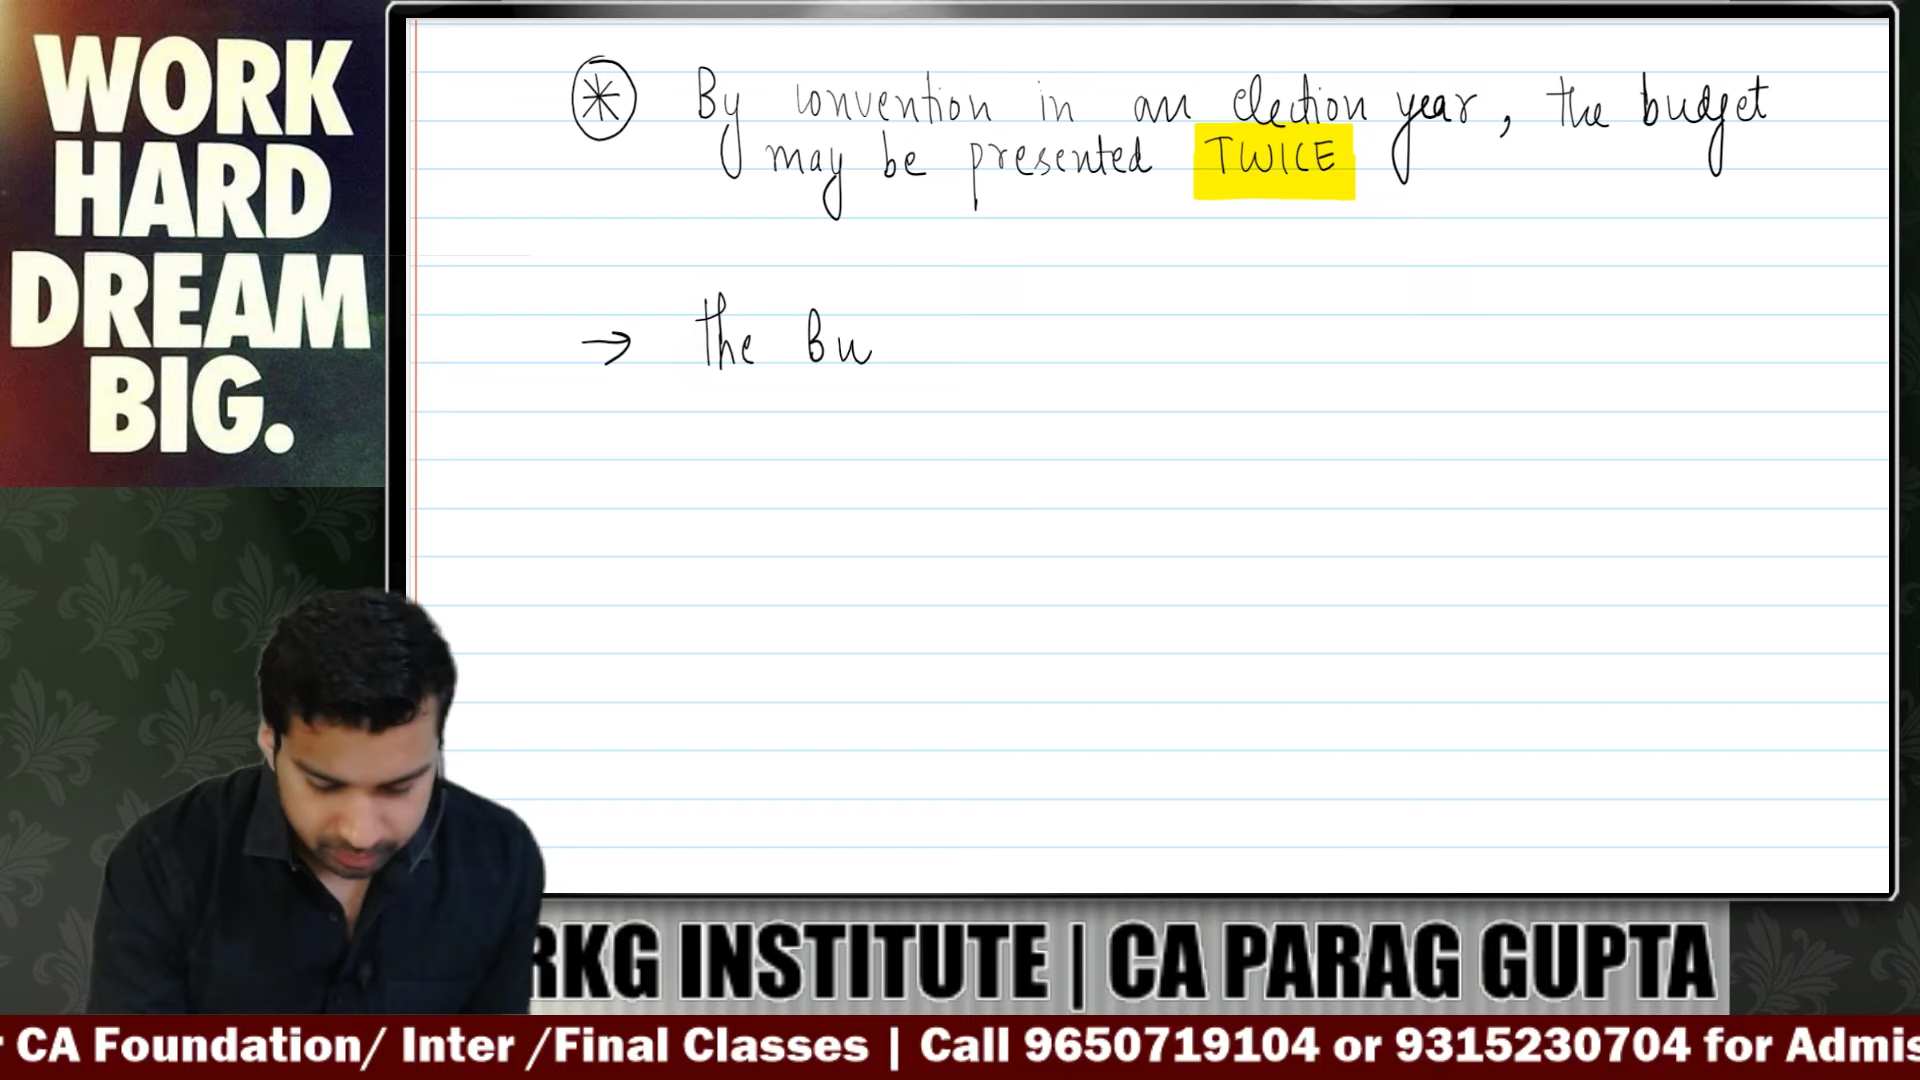 WORK
HARD
DREAM
BIG.
By convention in an election year, the budget
may be presented TWICE
→ The Bu
RKG INSTITUTE | CA PARAG GUPTA
CA Foundation/ Inter /Final Classes | Call 9650719104 or 9315230704 for Admis